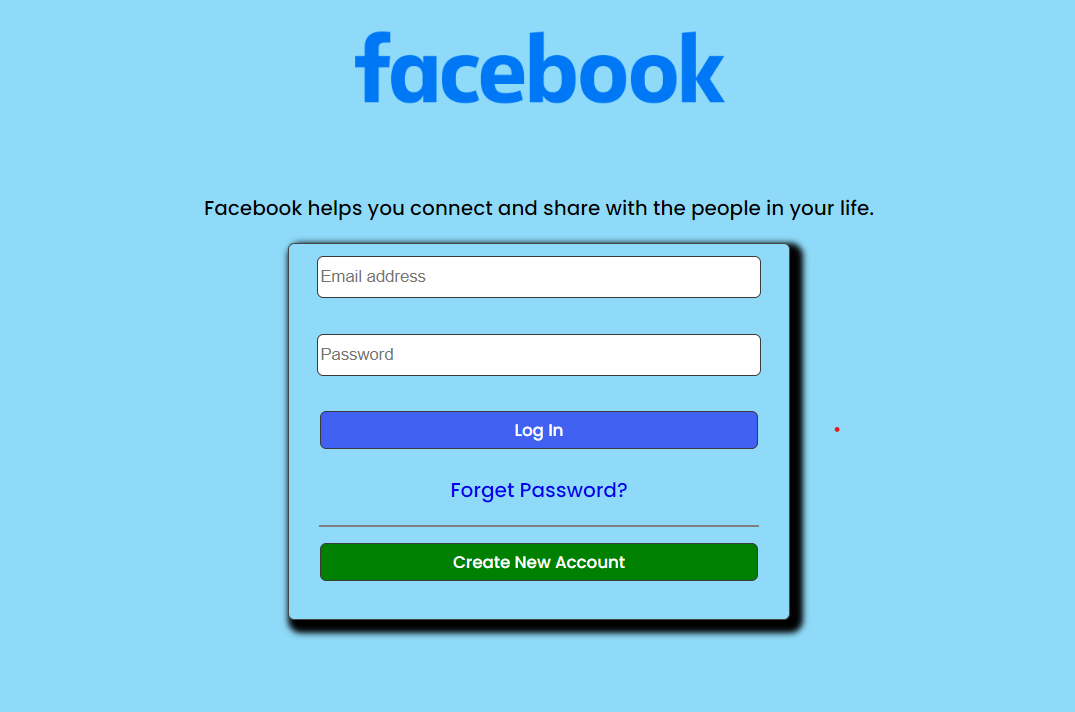 facebook
Facebook helps you connect and share with the people in your life.
Email address
Password
Log In
Forget Password?
Create New Account